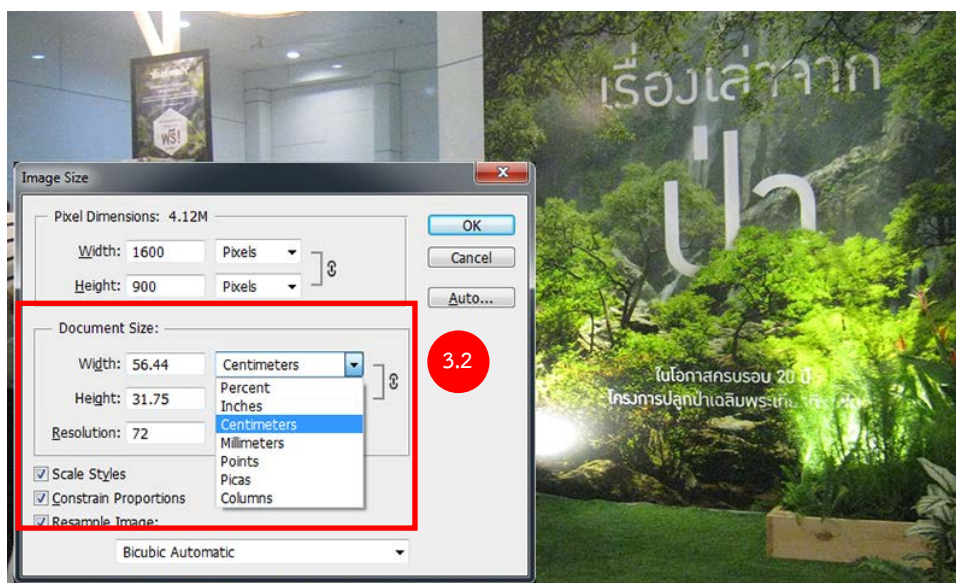 เรื่องเล่าจาก
ป่า
ฟรี!
Image Size
Pixel Dimensions: 4.12M
Width: 1600 Pixels
Height: 900 Pixels
OK
Cancel
Auto...
Document Size:
Width: 56.44 Centimeters
Height: 31.75
Resolution: 72
Percent
Inches
Centimeters
Millimeters
Points
Picas
Columns
Scale Styles
Constrain Proportions
Resample Image:
Bicubic Automatic
3.2
ในโอกาสครบรอบ 20 ปี
โครงการปลูกป่าเฉลิมพระเกียรติฯ